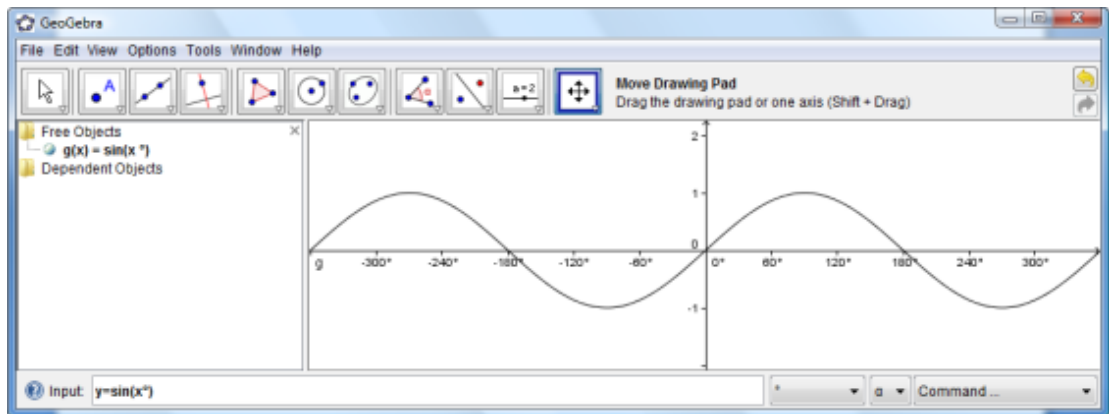 GeoGebra
File Edit View Options Tools Window Help
A
α
a=2
Move Drawing Pad
Drag the drawing pad or one axis (Shift + Drag)
Free Objects
g(x) = sin(x °)
Dependent Objects
2
1
0
-1
g
-300° -240° -180° -120° -60° 0° 60° 120° 180° 240° 300°
Input: y=sin(x°) ° α Command ...